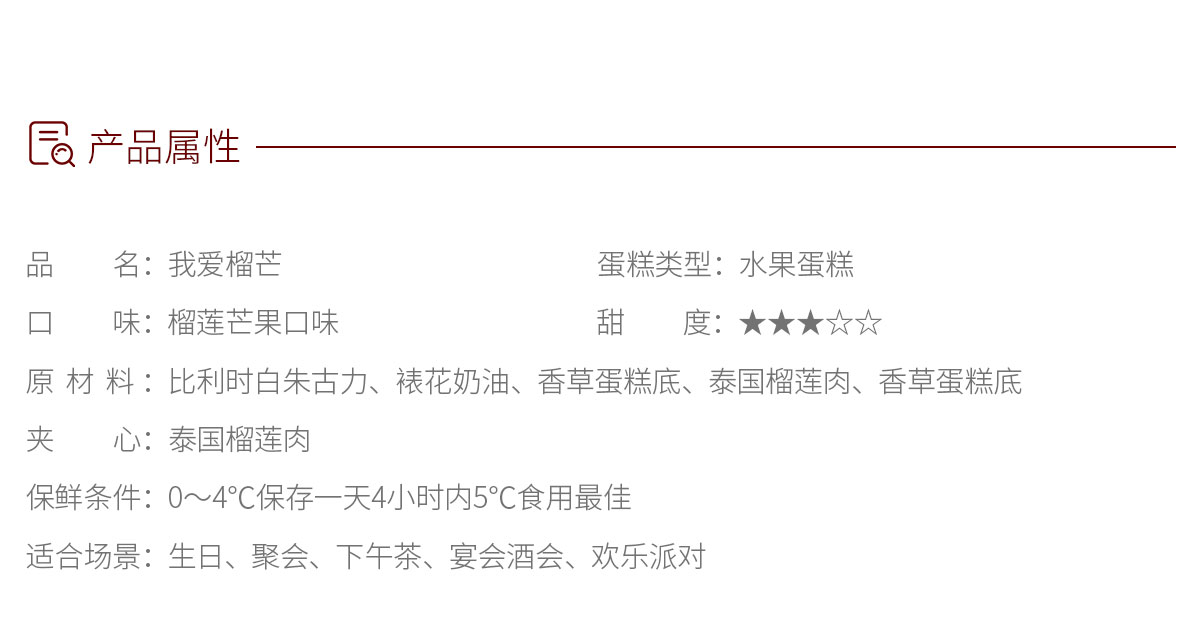 产品属性
品 名：我爱榴芒 蛋糕类型：水果蛋糕
口 味：榴莲芒果口味 甜 度：★★★☆☆
原 材 料：比利时白朱古力、裱花奶油、香草蛋糕底、泰国榴莲肉、香草蛋糕底
夹 心：泰国榴莲肉
保鲜条件：0～4℃保存一天4小时内5℃食用最佳
适合场景：生日、聚会、下午茶、宴会酒会、欢乐派对